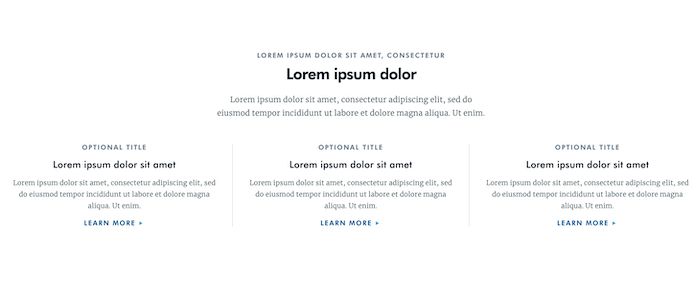 LOREM IPSUM DOLOR SIT AMET, CONSECTETUR
Lorem ipsum dolor
Lorem ipsum dolor sit amet, consectetur adipiscing elit, sed do
eiusmod tempor incididunt ut labore et dolore magna aliqua. Ut enim.
OPTIONAL TITLE
Lorem ipsum dolor sit amet
Lorem ipsum dolor sit amet, consectetur adipiscing elit, sed
do eiusmod tempor incididunt ut labore et dolore magna
aliqua. Ut enim.
LEARN MORE
OPTIONAL TITLE
Lorem ipsum dolor sit amet
Lorem ipsum dolor sit amet, consectetur adipiscing elit, sed
do eiusmod tempor incididunt ut labore et dolore magna
aliqua. Ut enim.
LEARN MORE
OPTIONAL TITLE
Lorem ipsum dolor sit amet
Lorem ipsum dolor sit amet, consectetur adipiscing elit, sed
do eiusmod tempor incididunt ut labore et dolore magna
aliqua. Ut enim.
LEARN MORE